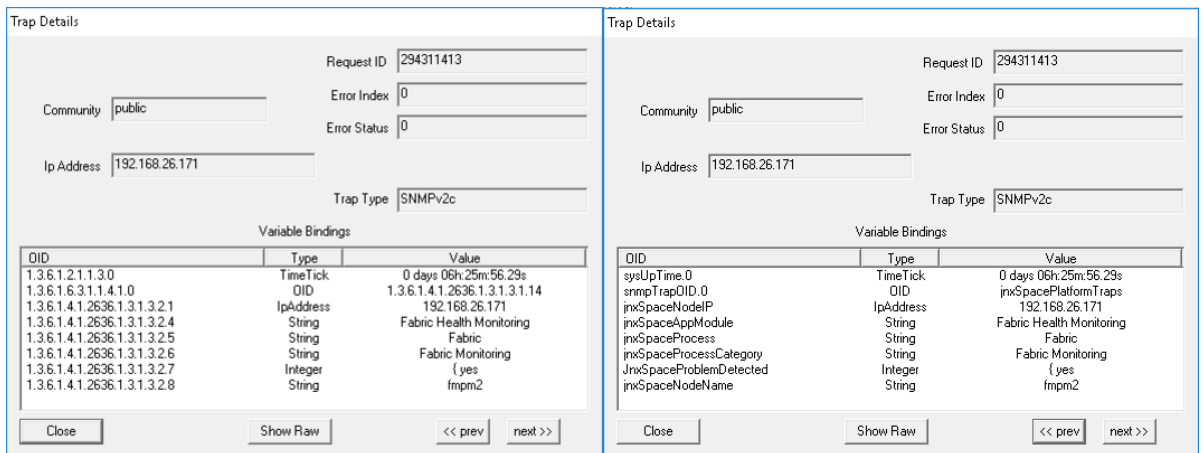 Trap Details
Request ID 294311413
Error Index 0
Community public
Error Status 0
Ip Address 192.168.26.171
Trap Type SNMPv2c
Variable Bindings
OID Type Value
1.3.6.1.2.1.1.3.0 TimeTick 0 days 06h:25m:56.29s
1.3.6.1.6.3.1.1.4.1.0 OID 1.3.6.1.4.1.2636.1.3.1.3.1.14
1.3.6.1.4.1.2636.1.3.1.3.2.1 IpAddress 192.168.26.171
1.3.6.1.4.1.2636.1.3.1.3.2.4 String Fabric Health Monitoring
1.3.6.1.4.1.2636.1.3.1.3.2.5 String Fabric
1.3.6.1.4.1.2636.1.3.1.3.2.6 String Fabric Monitoring
1.3.6.1.4.1.2636.1.3.1.3.2.7 Integer { yes
1.3.6.1.4.1.2636.1.3.1.3.2.8 String fmpm2
Close Show Raw << prev next >>
Trap Details
Request ID 294311413
Error Index 0
Community public
Error Status 0
Ip Address 192.168.26.171
Trap Type SNMPv2c
Variable Bindings
OID Type Value
sysUpTime.0 TimeTick 0 days 06h:25m:56.29s
snmpTrapOID.0 OID jnxSpacePlatformTraps
jnxSpaceNodeIP IpAddress 192.168.26.171
jnxSpaceAppModule String Fabric Health Monitoring
jnxSpaceProcess String Fabric
jnxSpaceProcessCategory String Fabric Monitoring
JnxSpaceProblemDetected Integer { yes
jnxSpaceNodeName String fmpm2
Close Show Raw << prev next >>